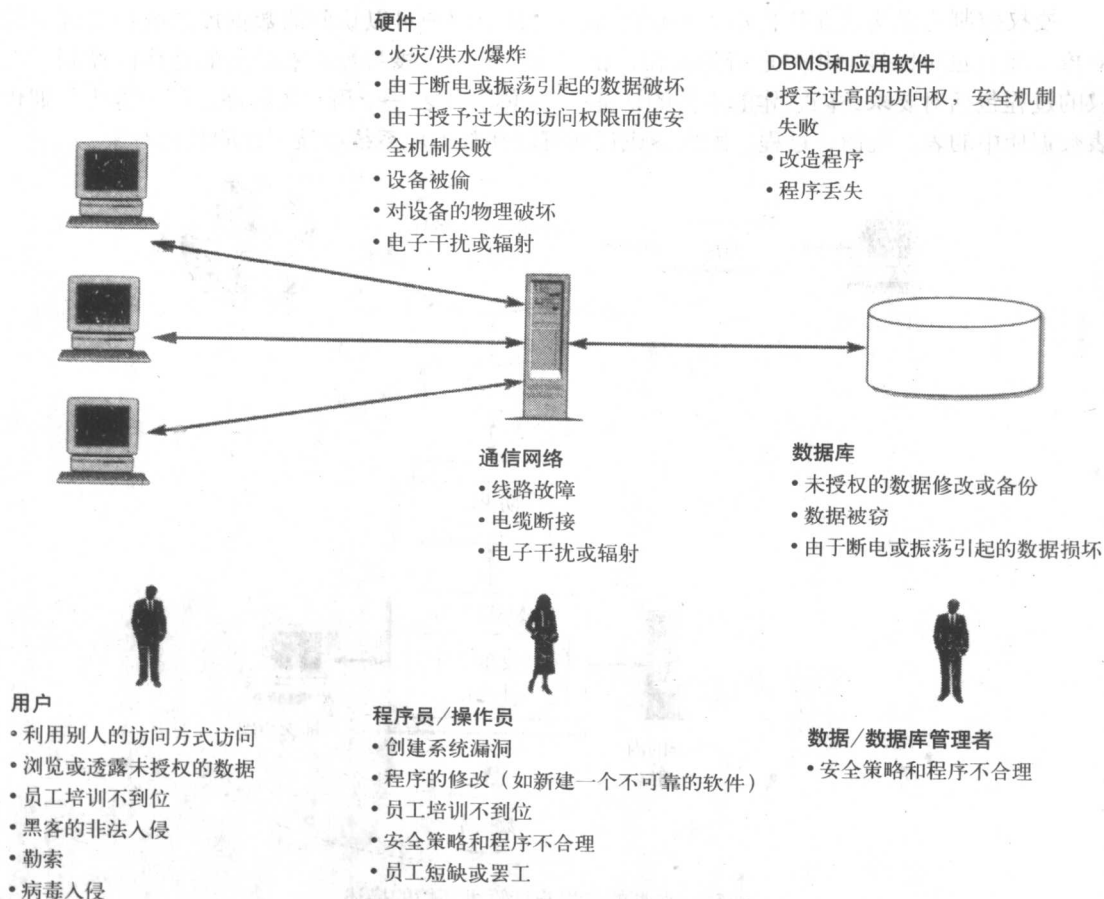 硬件
• 火灾/洪水/爆炸
• 由于断电或振荡引起的数据破坏
• 由于授予过大的访问权限而使安
全机制失败
• 设备被偷
• 对设备的物理破坏
• 电子干扰或辐射
DBMS和应用软件
• 授予过高的访问权，安全机制
失败
• 改造程序
• 程序丢失
通信网络
• 线路故障
• 电缆断接
• 电子干扰或辐射
数据库
• 未授权的数据修改或备份
• 数据被窃
• 由于断电或振荡引起的数据损坏
用户
• 利用别人的访问方式访问
• 浏览或透露未授权的数据
• 员工培训不到位
• 黑客的非法入侵
• 勒索
• 病毒入侵
程序员/操作员
• 创建系统漏洞
• 程序的修改（如新建一个不可靠的软件）
• 员工培训不到位
• 安全策略和程序不合理
• 员工短缺或罢工
数据/数据库管理者
• 安全策略和程序不合理